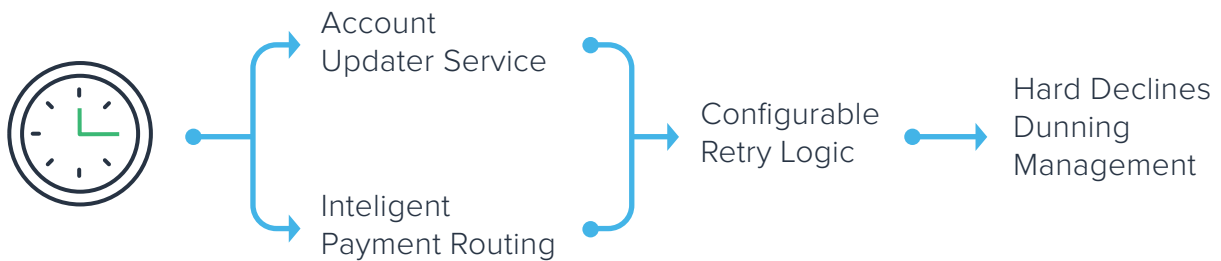 Account
Updater Service
Inteligent
Payment Routing
Configurable
Retry Logic
Hard Declines
Dunning
Management